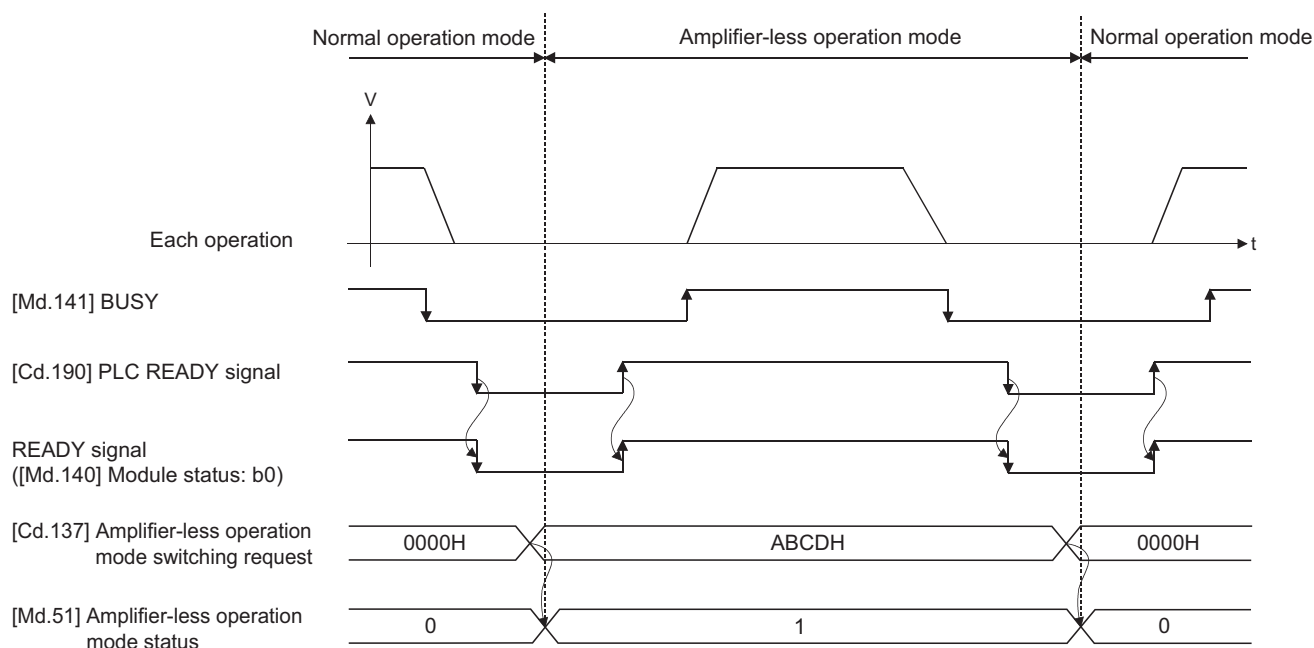 Normal operation mode
Amplifier-less operation mode
Normal operation mode
V
Each operation
t
[Md.141] BUSY
[Cd.190] PLC READY signal
READY signal
([Md.140] Module status: b0)
[Cd.137] Amplifier-less operation
mode switching request
0000H
ABCDH
0000H
[Md.51] Amplifier-less operation
mode status
0
1
0